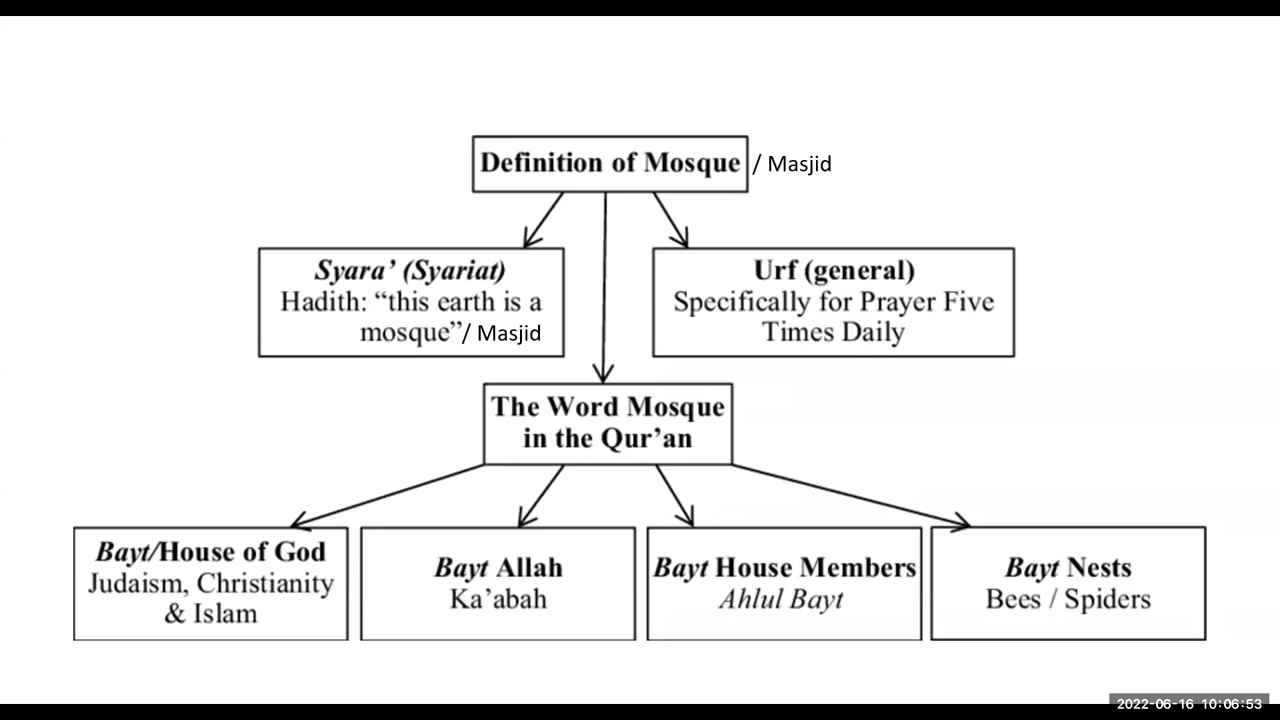 Definition of Mosque / Masjid
Syara’ (Syariat)
Hadith: “this earth is a
mosque”/ Masjid
Urf (general)
Specifically for Prayer Five
Times Daily
The Word Mosque
in the Qur’an
Bayt/House of God
Judaism, Christianity
& Islam
Bayt Allah
Ka’abah
Bayt House Members
Ahlul Bayt
Bayt Nests
Bees / Spiders
2022-06-16 10:06:53